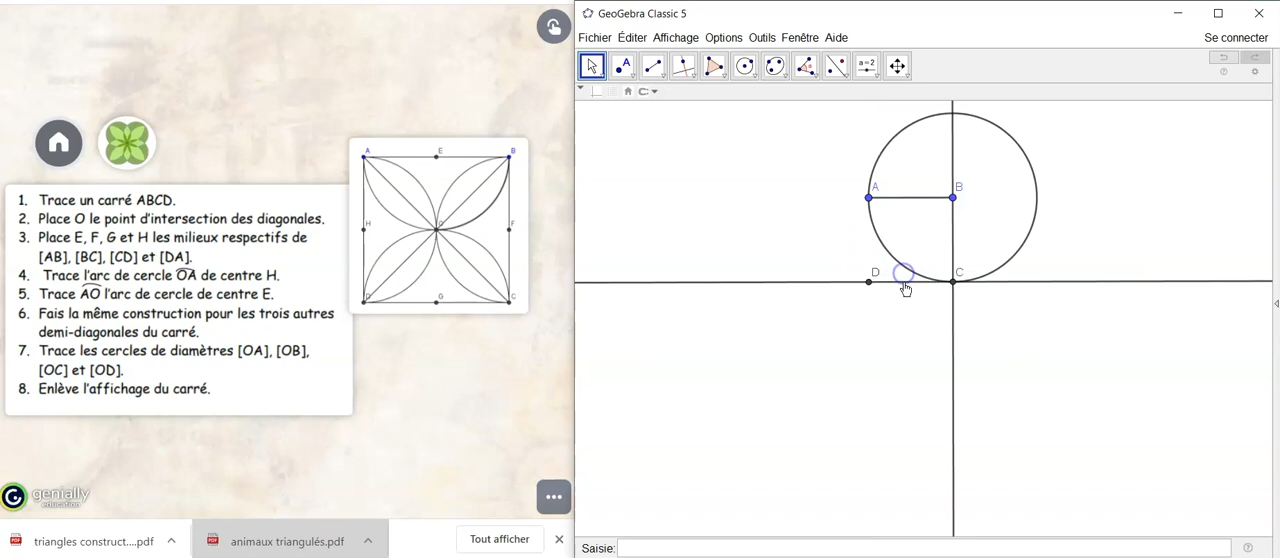 GeoGebra Classic 5
Fichier Éditer Affichage Options Outils Fenêtre Aide
Se connecter
A
a=2
A
B
D
C
A
E
B
H
O
F
D
G
C
1. Trace un carré ABCD.
2. Place O le point d'intersection des diagonales.
3. Place E, F, G et H les milieux respectifs de
[AB], [BC], [CD] et [DA].
4. Trace l'arc de cercle OA de centre H.
5. Trace AO l'arc de cercle de centre E.
6. Fais la même construction pour les trois autres
demi-diagonales du carré.
7. Trace les cercles de diamètres [OA], [OB],
[OC] et [OD].
8. Enlève l'affichage du carré.
genially
education
triangles construct....pdf
animaux triangulés.pdf
Tout afficher
Saisie: